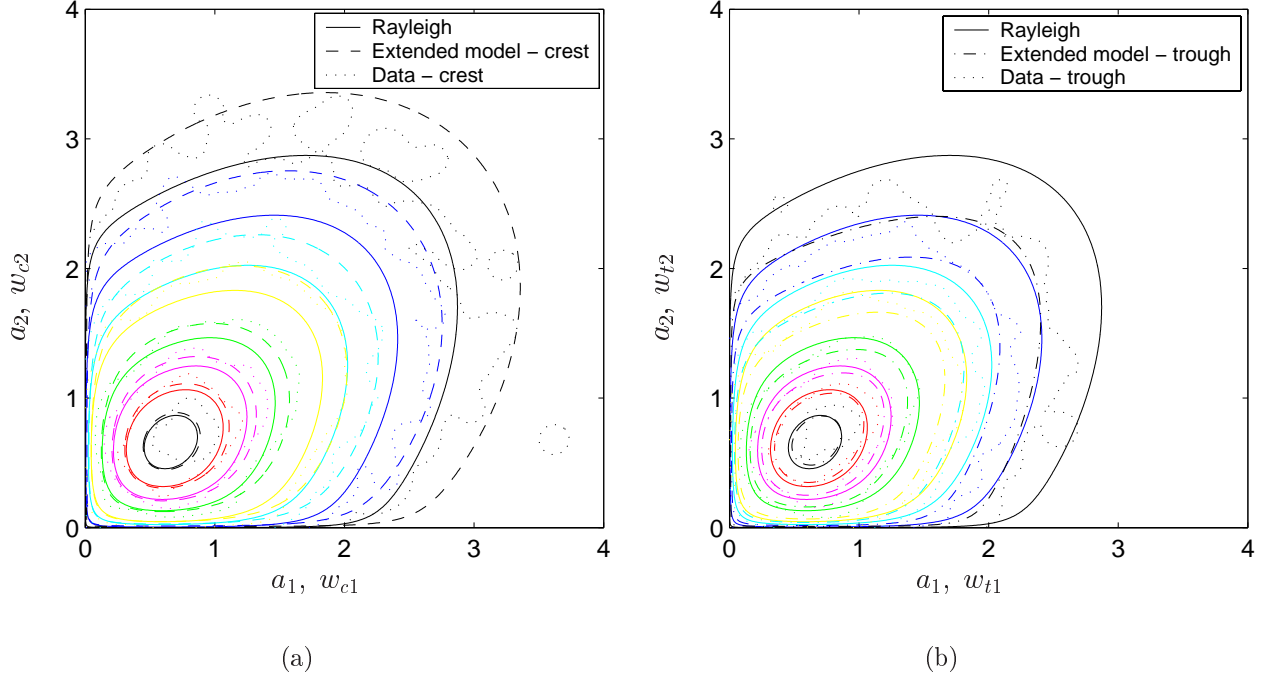 4
3
2
1
0
0 1 2 3 4
a₂, w_c2
a₁, w_c1
Rayleigh
Extended model − crest
Data − crest
(a)
4
3
2
1
0
0 1 2 3 4
a₂, w_t2
a₁, w_t1
Rayleigh
Extended model − trough
Data − trough
(b)